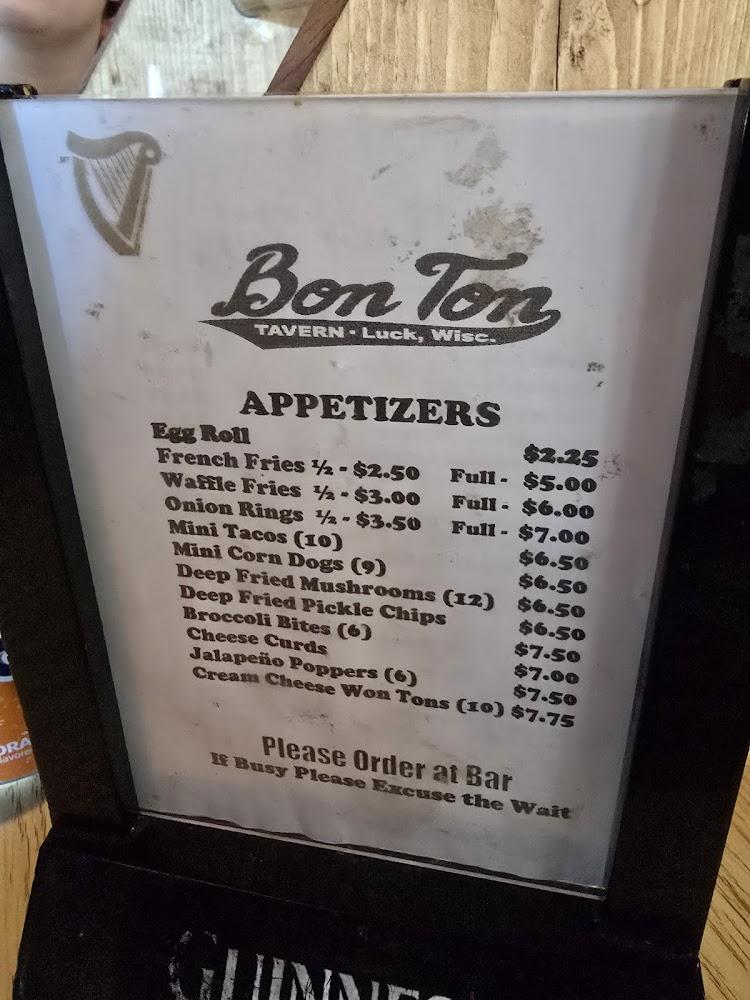 Bon Ton
TAVERN · Luck, Wisc.
APPETIZERS
Egg Roll $2.25
French Fries ½ - $2.50 Full - $5.00
Waffle Fries ½ - $3.00 Full - $6.00
Onion Rings ½ - $3.50 Full - $7.00
Mini Tacos (10) $6.50
Mini Corn Dogs (9) $6.50
Deep Fried Mushrooms (12) $6.50
Deep Fried Pickle Chips $6.50
Broccoli Bites (6) $7.50
Cheese Curds $7.00
Jalapeño Poppers (6) $7.50
Cream Cheese Won Tons (10) $7.75
Please Order at Bar
If Busy Please Excuse the Wait
GUINNES